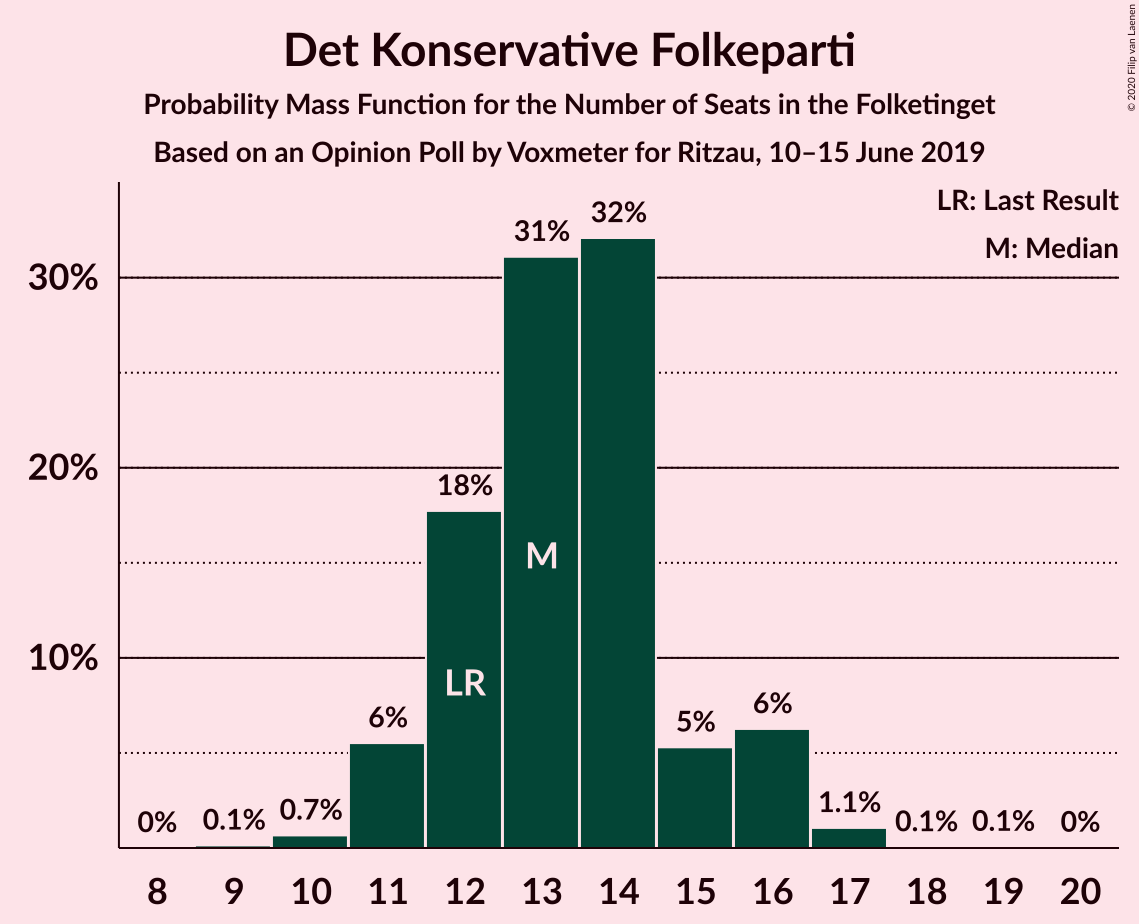 Det Konservative Folkeparti
Probability Mass Function for the Number of Seats in the Folketinget
Based on an Opinion Poll by Voxmeter for Ritzau, 10–15 June 2019
© 2020 Filip van Laenen
LR: Last Result
M: Median
30%
20%
10%
0%
0.1%
0.7%
6%
18%
31%
32%
5%
6%
1.1%
0.1%
0.1%
0%
LR
M
8 9 10 11 12 13 14 15 16 17 18 19 20